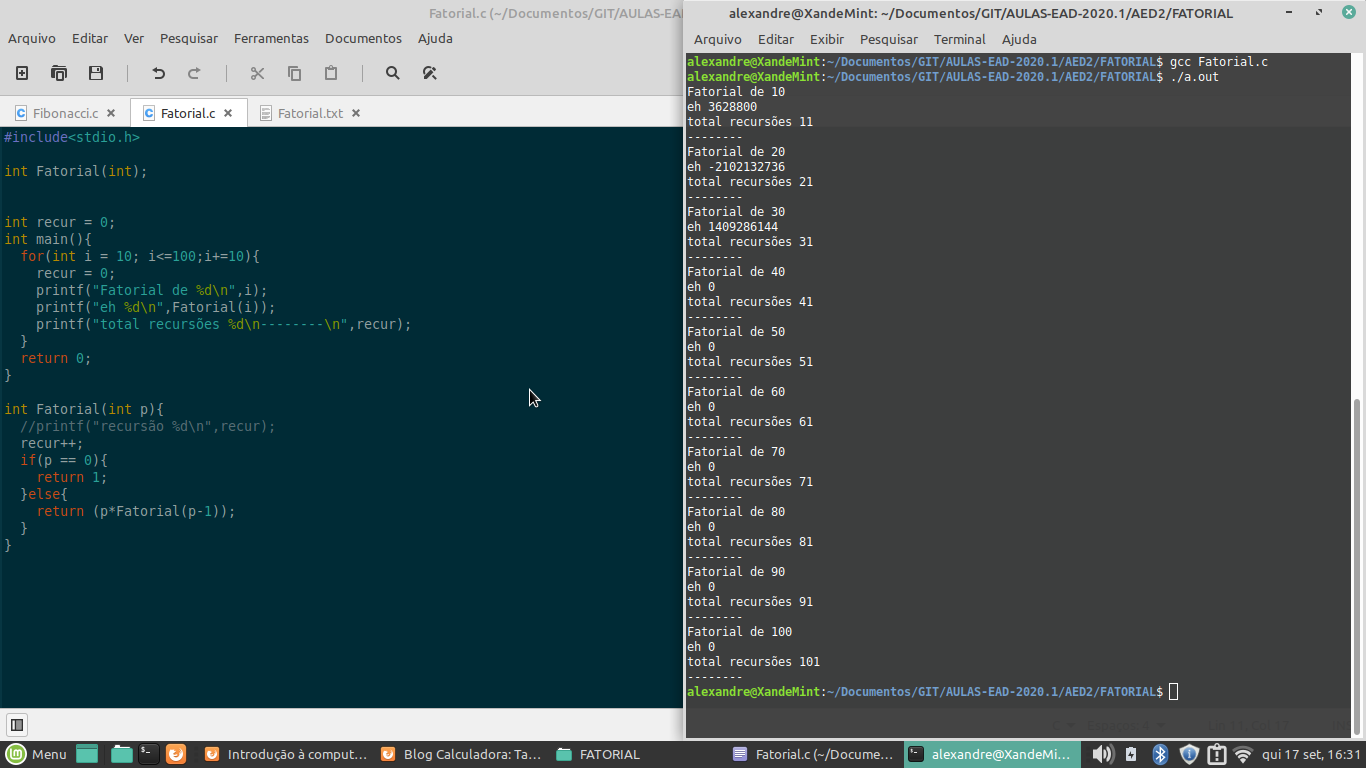 Fatorial.c (~/Documentos/GIT/AULAS-EA
Arquivo Editar Ver Pesquisar Ferramentas Documentos Ajuda
Fibonacci.c Fatorial.c Fatorial.txt
#include<stdio.h>
int Fatorial(int);
int recur = 0;
int main(){
  for(int i = 10; i<=100;i+=10){
    recur = 0;
    printf("Fatorial de %d\n",i);
    printf("eh %d\n",Fatorial(i));
    printf("total recursões %d\n--------\n",recur);
  }
  return 0;
}
int Fatorial(int p){
  //printf("recursão %d\n",recur);
  recur++;
  if(p == 0){
    return 1;
  }else{
    return (p*Fatorial(p-1));
  }
}
alexandre@XandeMint: ~/Documentos/GIT/AULAS-EAD-2020.1/AED2/FATORIAL
Arquivo Editar Exibir Pesquisar Terminal Ajuda
alexandre@XandeMint:~/Documentos/GIT/AULAS-EAD-2020.1/AED2/FATORIAL$ gcc Fatorial.c
alexandre@XandeMint:~/Documentos/GIT/AULAS-EAD-2020.1/AED2/FATORIAL$ ./a.out
Fatorial de 10
eh 3628800
total recursões 11
--------
Fatorial de 20
eh -2102132736
total recursões 21
--------
Fatorial de 30
eh 1409286144
total recursões 31
--------
Fatorial de 40
eh 0
total recursões 41
--------
Fatorial de 50
eh 0
total recursões 51
--------
Fatorial de 60
eh 0
total recursões 61
--------
Fatorial de 70
eh 0
total recursões 71
--------
Fatorial de 80
eh 0
total recursões 81
--------
Fatorial de 90
eh 0
total recursões 91
--------
Fatorial de 100
eh 0
total recursões 101
--------
alexandre@XandeMint:~/Documentos/GIT/AULAS-EAD-2020.1/AED2/FATORIAL$
Menu Introdução à comput... Blog Calculadora: Ta... FATORIAL Fatorial.c (~/Docume... alexandre@XandeMi... qui 17 set, 16:31